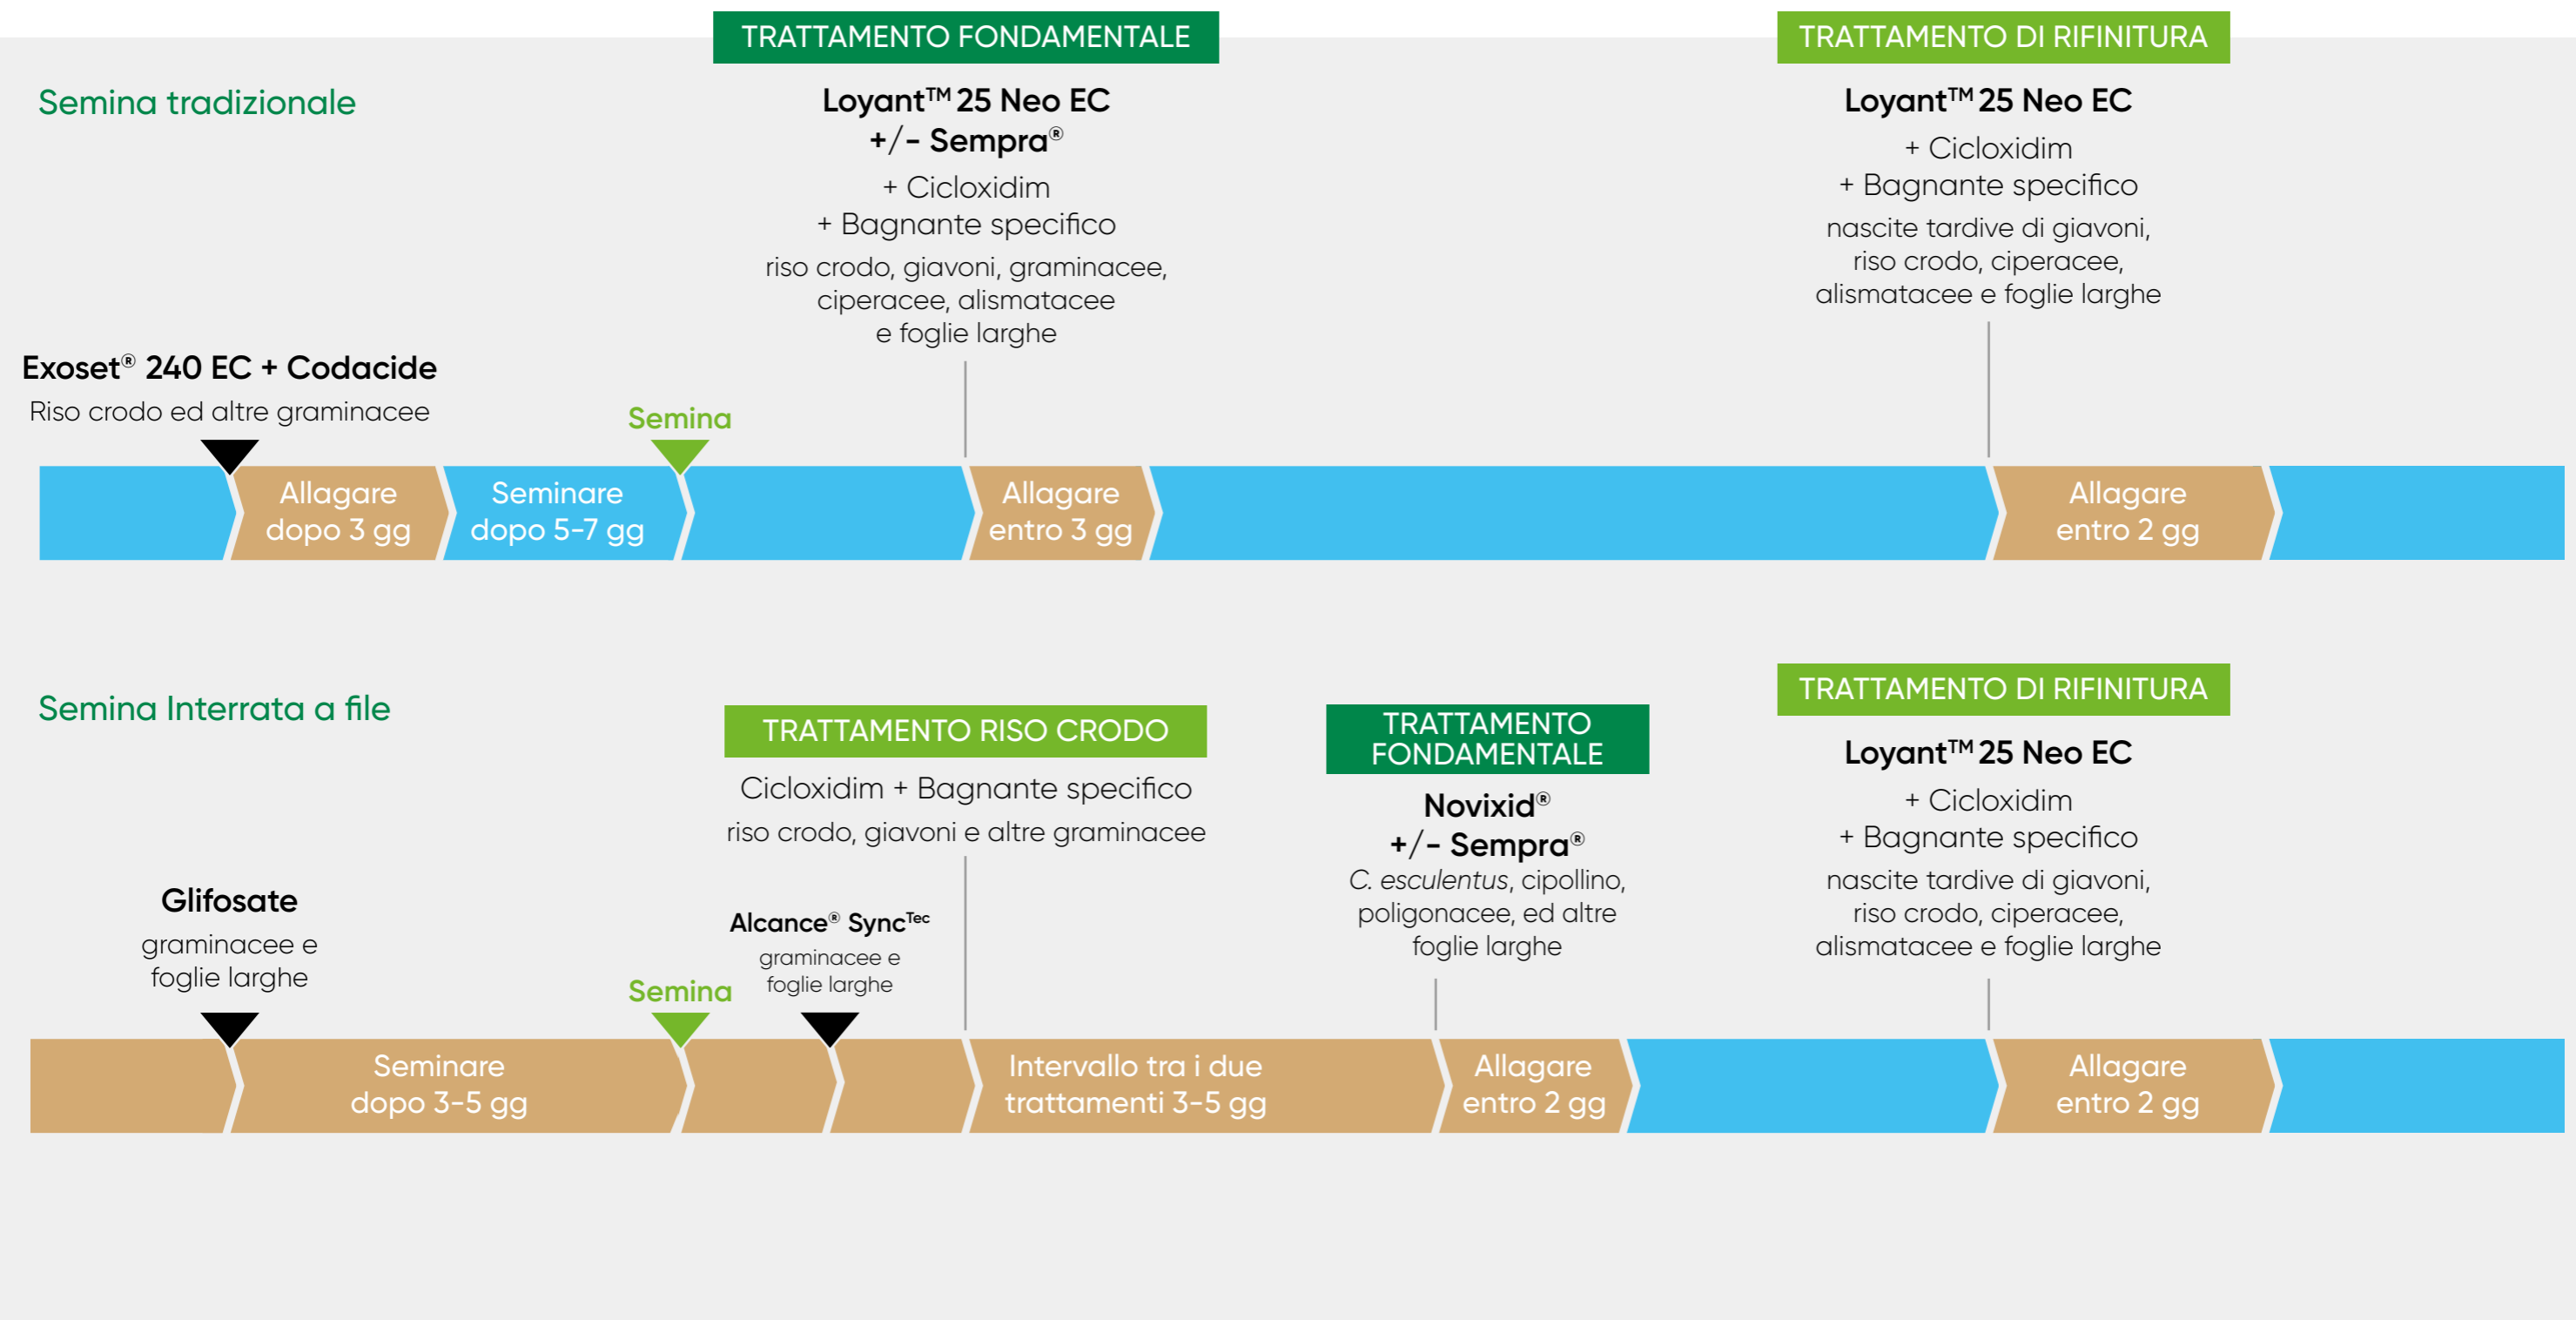 TRATTAMENTO FONDAMENTALE
TRATTAMENTO DI RIFINITURA
Semina tradizionale
Loyant™ 25 Neo EC
+/- Sempra®
+ Cicloxidim
+ Bagnante specifico
riso crodo, giavoni, graminacee,
ciperacee, alismatacee
e foglie larghe
Loyant™ 25 Neo EC
+ Cicloxidim
+ Bagnante specifico
nascite tardive di giavoni,
riso crodo, ciperacee,
alismatacee e foglie larghe
Exoset® 240 EC + Codacide
Riso crodo ed altre graminacee
Semina
Allagare
dopo 3 gg
Seminare
dopo 5-7 gg
Allagare
entro 3 gg
Allagare
entro 2 gg
Semina Interrata a file
TRATTAMENTO RISO CRODO
Cicloxidim + Bagnante specifico
riso crodo, giavoni e altre graminacee
TRATTAMENTO
FONDAMENTALE
Novixid®
+/- Sempra®
C. esculentus, cipollino,
poligonacee, ed altre
foglie larghe
TRATTAMENTO DI RIFINITURA
Loyant™ 25 Neo EC
+ Cicloxidim
+ Bagnante specifico
nascite tardive di giavoni,
riso crodo, ciperacee,
alismatacee e foglie larghe
Glifosate
graminacee e
foglie larghe
Semina
Alcance® SyncTec
graminacee e
foglie larghe
Seminare
dopo 3-5 gg
Intervallo tra i due
trattamenti 3-5 gg
Allagare
entro 2 gg
Allagare
entro 2 gg